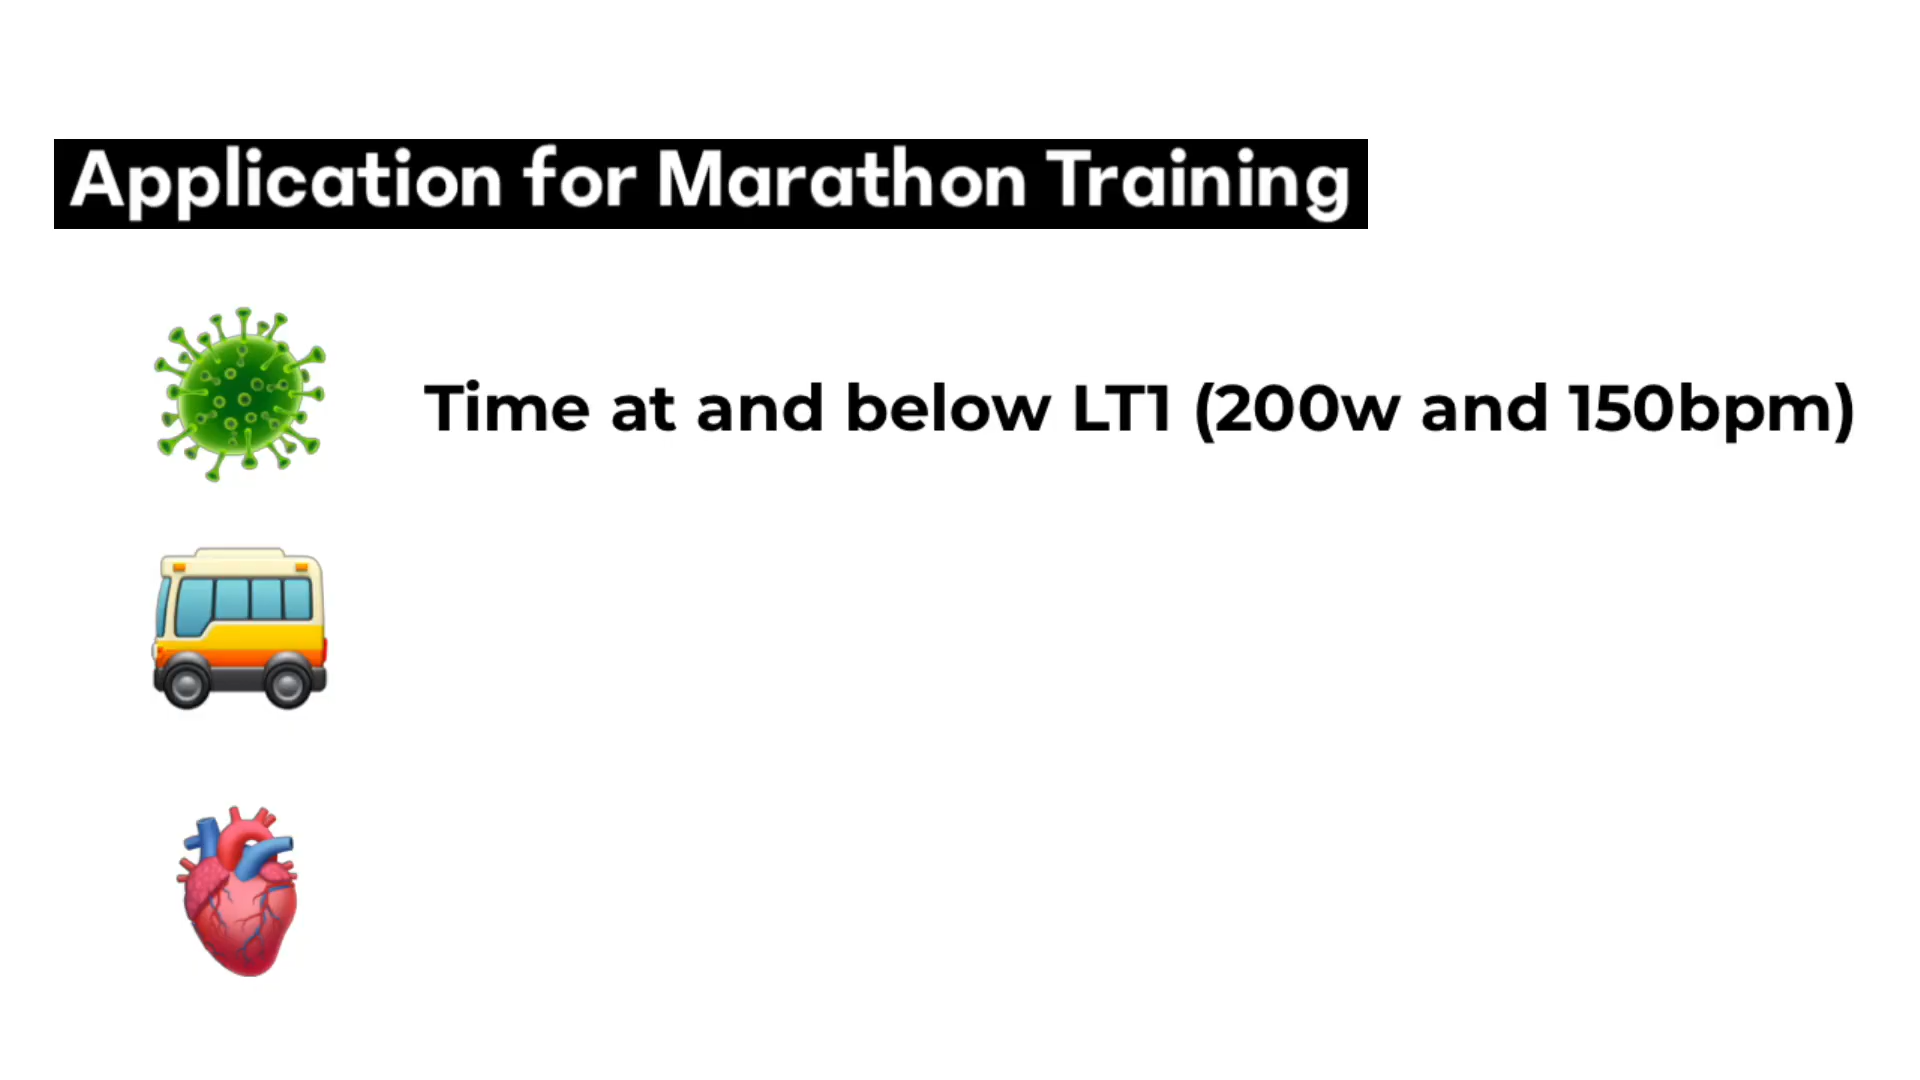 Application for Marathon Training
Time at and below LT1 (200w and 150bpm)